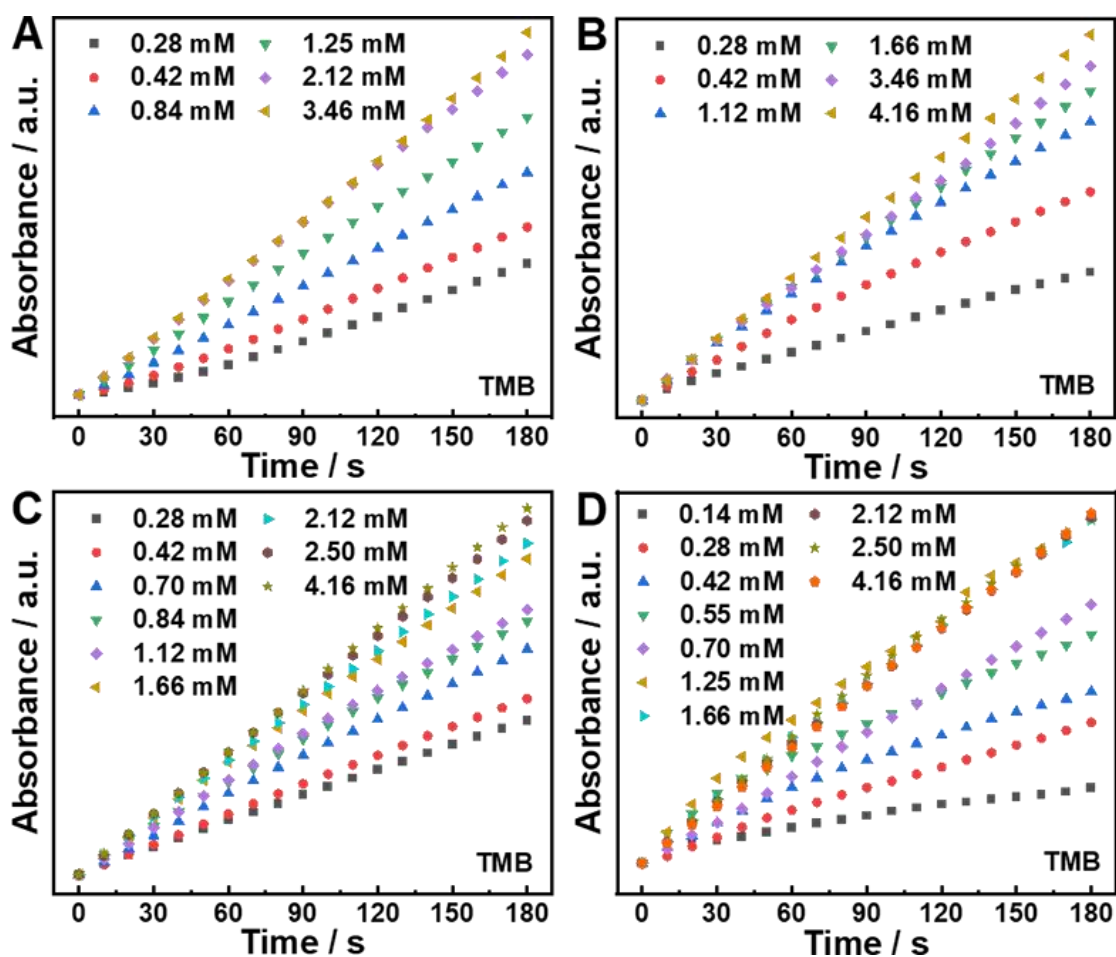 A
0.28 mM
0.42 mM
0.84 mM
1.25 mM
2.12 mM
3.46 mM
Absorbance / a.u.
TMB
0 30 60 90 120 150 180
Time / s
B
0.28 mM
0.42 mM
1.12 mM
1.66 mM
3.46 mM
4.16 mM
Absorbance / a.u.
TMB
0 30 60 90 120 150 180
Time / s
C
0.28 mM
0.42 mM
0.70 mM
0.84 mM
1.12 mM
1.66 mM
2.12 mM
2.50 mM
4.16 mM
Absorbance / a.u.
TMB
0 30 60 90 120 150 180
Time / s
D
0.14 mM
0.28 mM
0.42 mM
0.55 mM
0.70 mM
1.25 mM
1.66 mM
2.12 mM
2.50 mM
4.16 mM
Absorbance / a.u.
TMB
0 30 60 90 120 150 180
Time / s